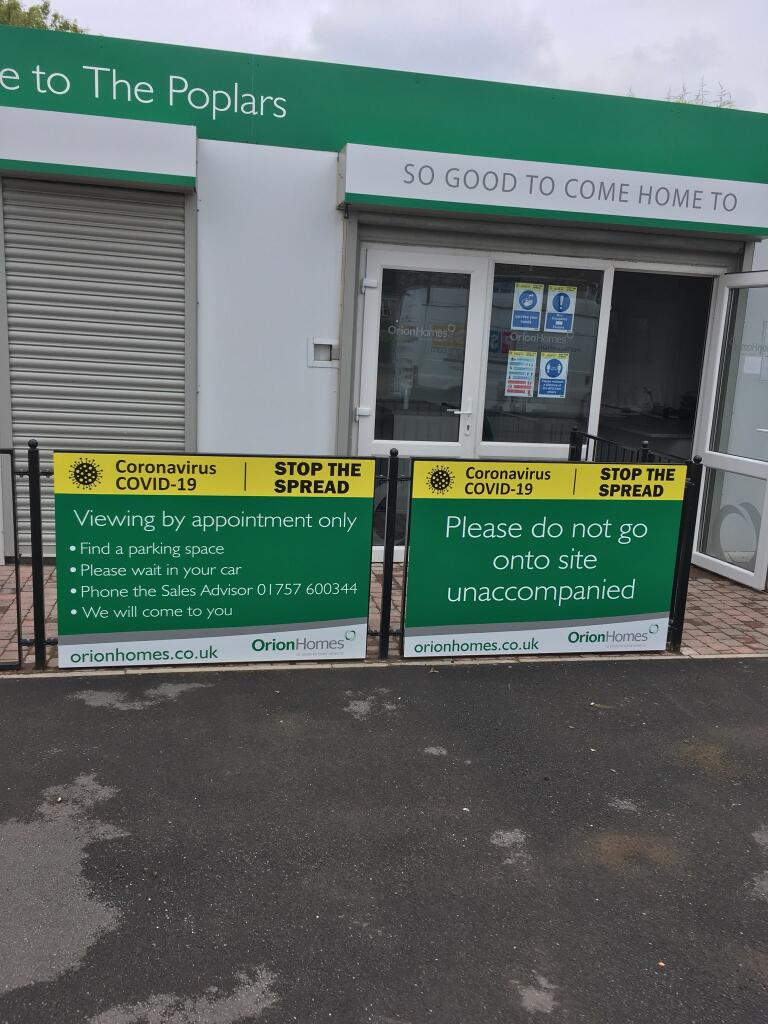 e to The Poplars
SO GOOD TO COME HOME TO
OrionHomes
OrionHomes
Coronavirus
COVID-19
STOP THE
SPREAD
Viewing by appointment only
• Find a parking space
• Please wait in your car
• Phone the Sales Advisor 01757 600344
• We will come to you
orionhomes.co.uk
OrionHomes
Coronavirus
COVID-19
STOP THE
SPREAD
Please do not go
onto site
unaccompanied
orionhomes.co.uk
OrionHomes